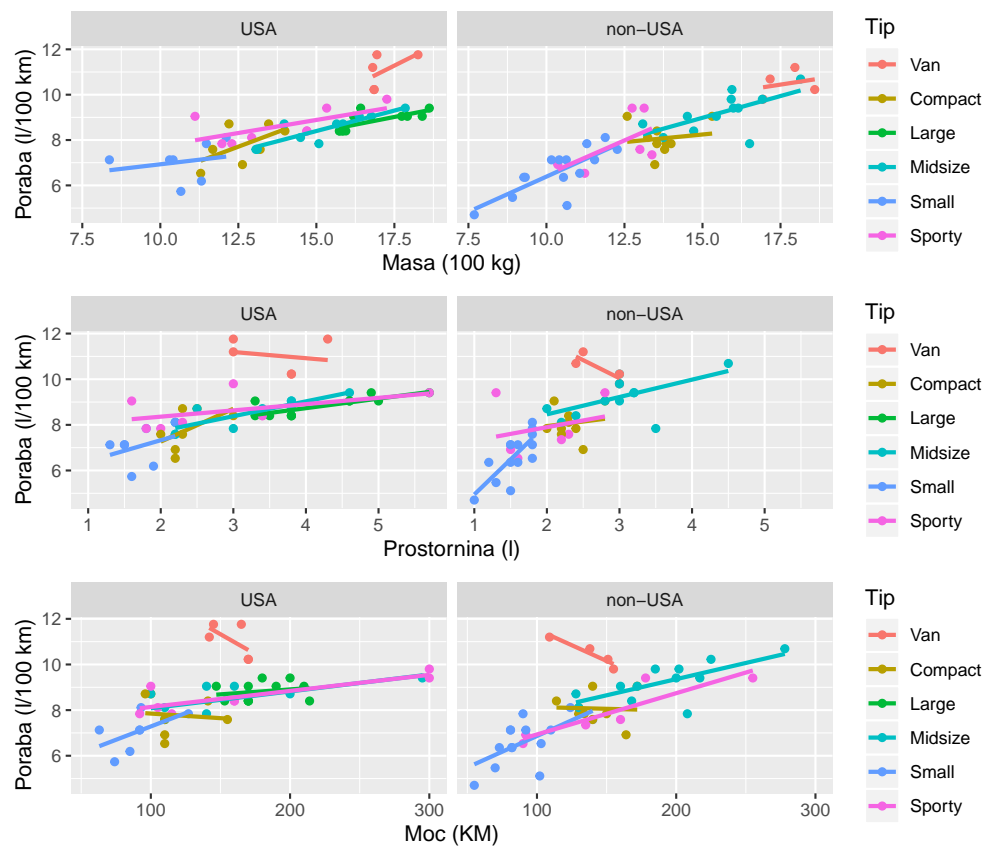 USA non−USA
Poraba (l/100 km)
12
10
8
6
7.5 10.0 12.5 15.0 17.5 7.5 10.0 12.5 15.0 17.5
Masa (100 kg)
Tip
Van
Compact
Large
Midsize
Small
Sporty
USA non−USA
Poraba (l/100 km)
12
10
8
6
1 2 3 4 5 1 2 3 4 5
Prostornina (l)
Tip
Van
Compact
Large
Midsize
Small
Sporty
USA non−USA
Poraba (l/100 km)
12
10
8
6
100 200 300 100 200 300
Moc (KM)
Tip
Van
Compact
Large
Midsize
Small
Sporty